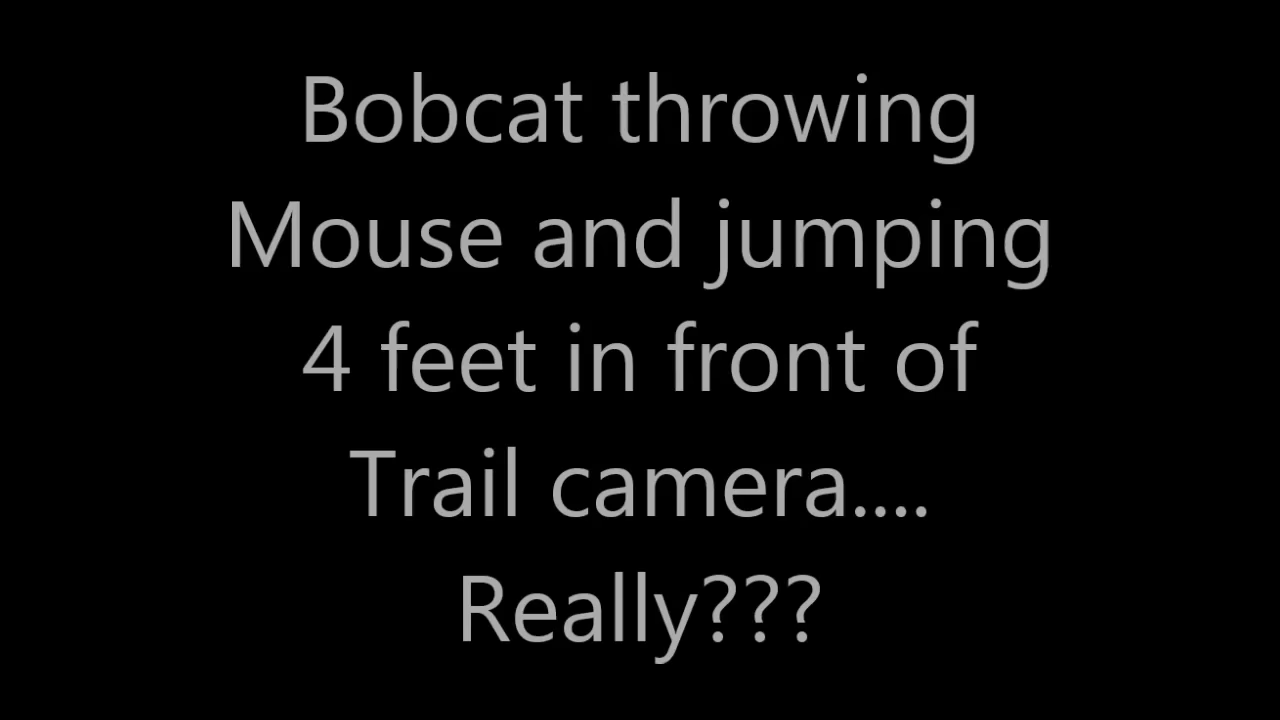 Bobcat throwing
Mouse and jumping
4 feet in front of
Trail camera....
Really???